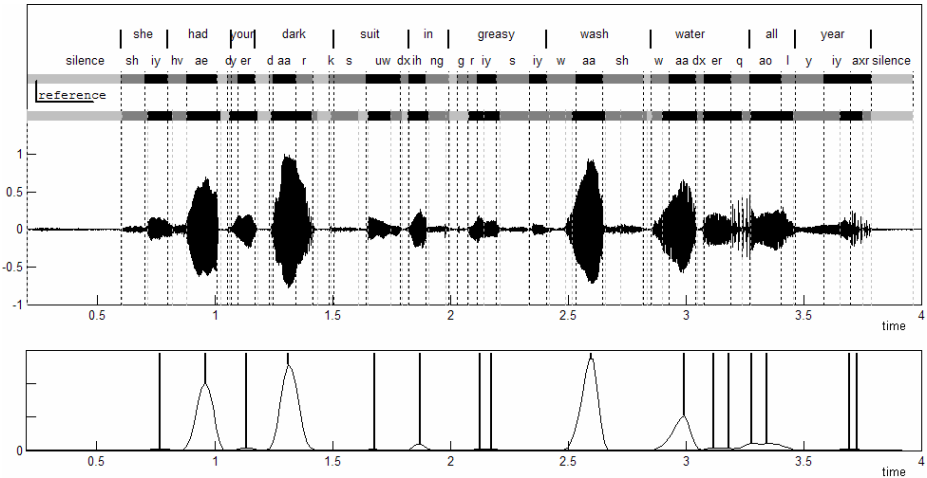 she had your dark suit in greasy wash water all year
silence sh iy hv ae dy er d aa r k s uw dx ih ng g r iy s iy w aa sh w aa dx er q ao l y iy axr silence
reference
1
0.5
0
-0.5
-1
0.5 1 1.5 2 2.5 3 3.5 4
time
0
0.5 1 1.5 2 2.5 3 3.5 4
time